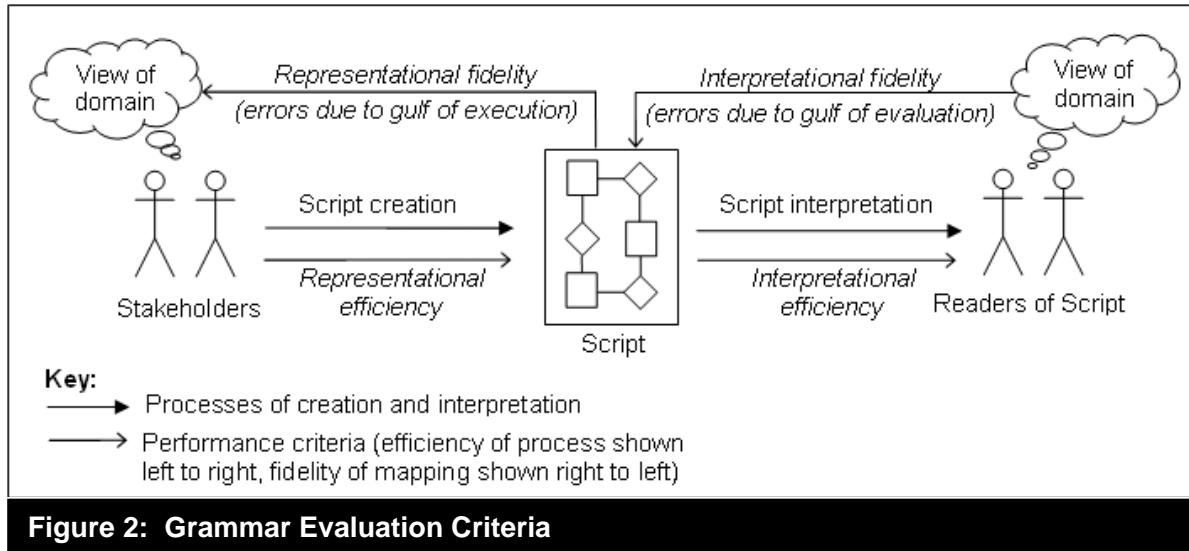 View of
domain
Representational fidelity
(errors due to gulf of execution)
Interpretational fidelity
(errors due to gulf of evaluation)
View of
domain
Script creation
Representational
efficiency
Script interpretation
Interpretational
efficiency
Stakeholders
Script
Readers of Script
Key:
Processes of creation and interpretation
Performance criteria (efficiency of process shown
left to right, fidelity of mapping shown right to left)
Figure 2: Grammar Evaluation Criteria